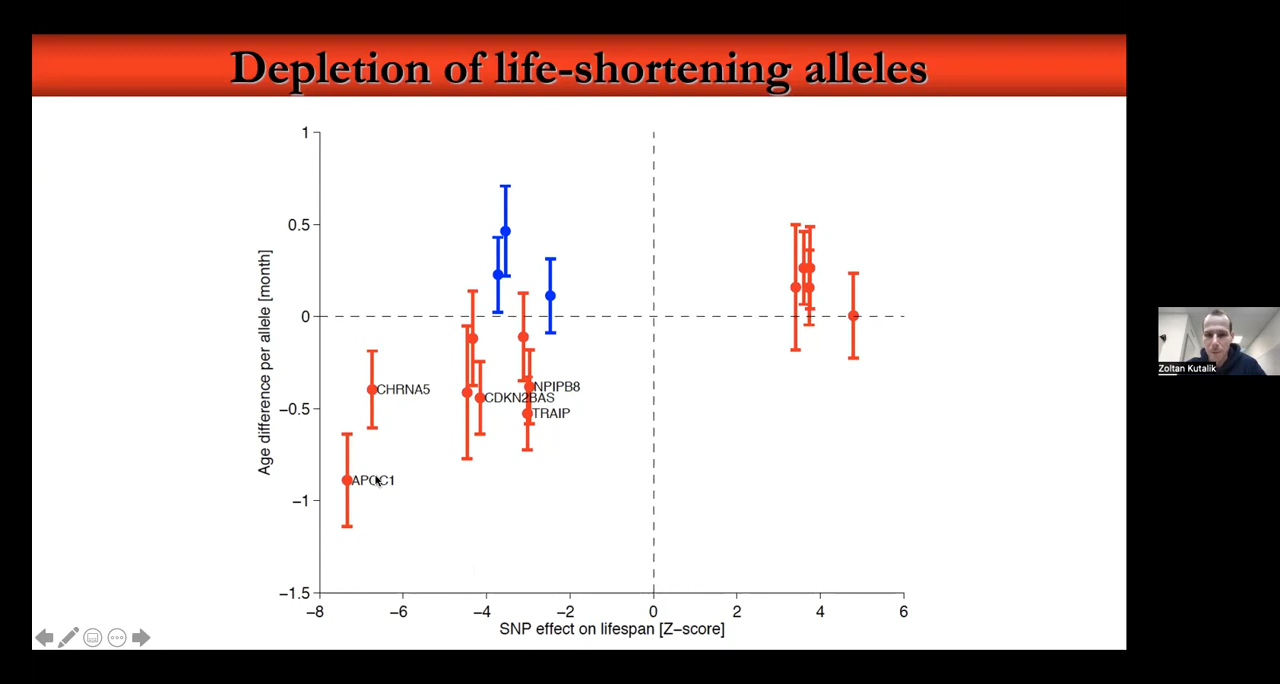 Depletion of life-shortening alleles
1
0.5
0
−0.5
−1
−1.5
Age difference per allele [month]
CHRNA5
NPIPB8
CDKN2BAS
TRAIP
APOC1
−8
−6
−4
−2
0
2
4
6
SNP effect on lifespan [Z−score]
Zoltan Kutalik